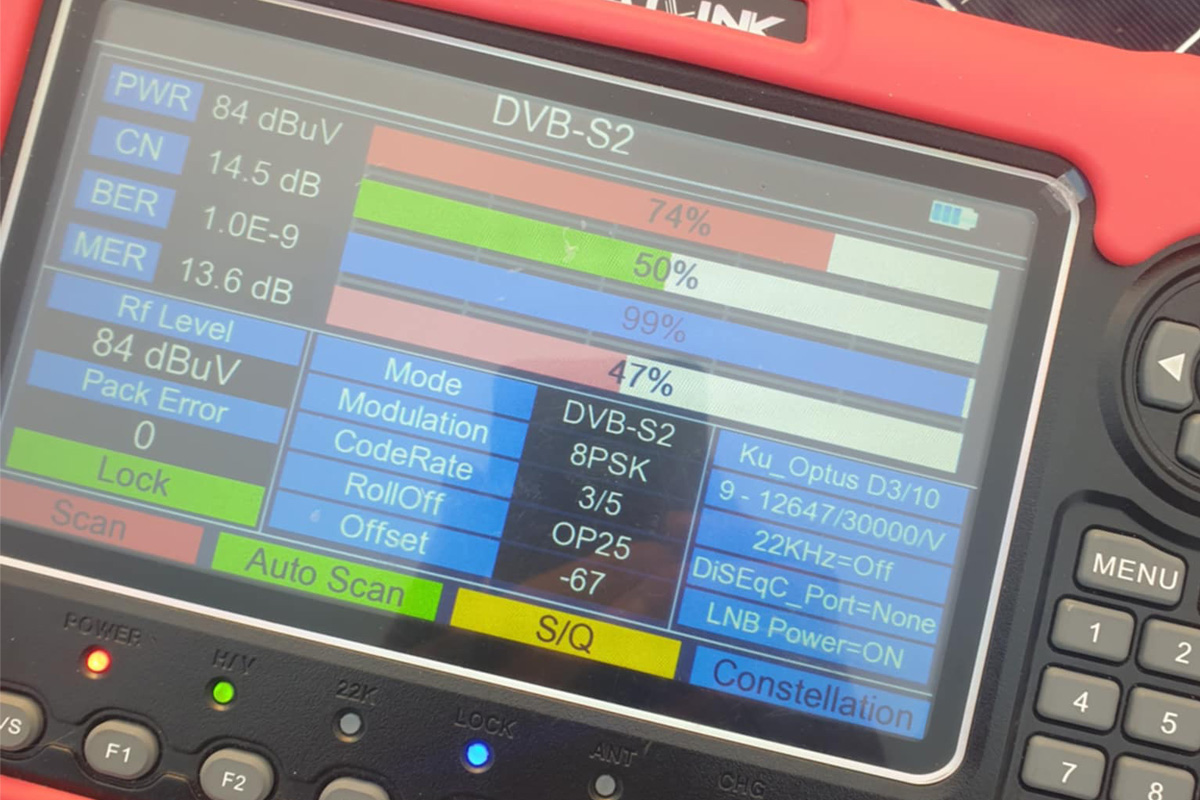 LINK
DVB-S2
PWR 84 dBuV 74%
CN 14.5 dB 50%
BER 1.0E-9 99%
MER 13.6 dB 47%
Rf Level
84 dBuV
Pack Error
0
Lock
Mode DVB-S2
Modulation 8PSK
CodeRate 3/5
RollOff OP25
Offset -67
Ku_Optus D3/10
9 - 12647/30000/V
22KHz=Off
DiSEqC_Port=None
LNB Power=ON
Scan
Auto Scan
S/Q
Constellation
POWER
H/V
22K
LOCK
ANT
CHG
/S
F1
F2
MENU
1
2
4
5
7
8